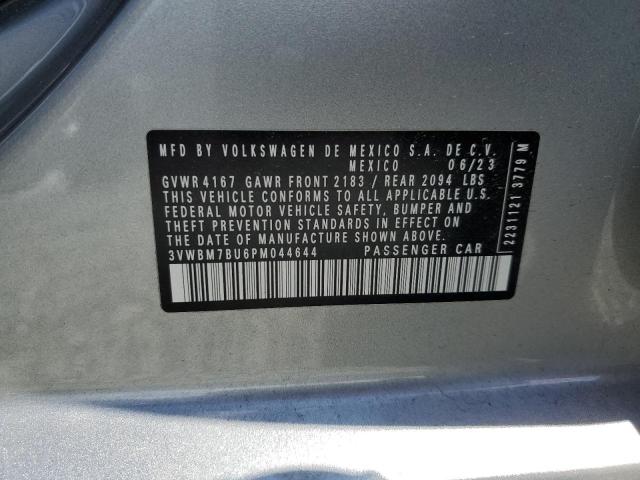 MFD BY VOLKSWAGEN DE MEXICO S.A. DE C.V.
MEXICO 06/23
GVWR 4167 GAWR FRONT 2183 / REAR 2094 LBS
THIS VEHICLE CONFORMS TO ALL APPLICABLE U.S.
FEDERAL MOTOR VEHICLE SAFETY, BUMPER AND
THEFT PREVENTION STANDARDS IN EFFECT ON
THE DATE OF MANUFACTURE SHOWN ABOVE.
3VWBM7BU6PM044644 PASSENGER CAR
2231121 3779 M